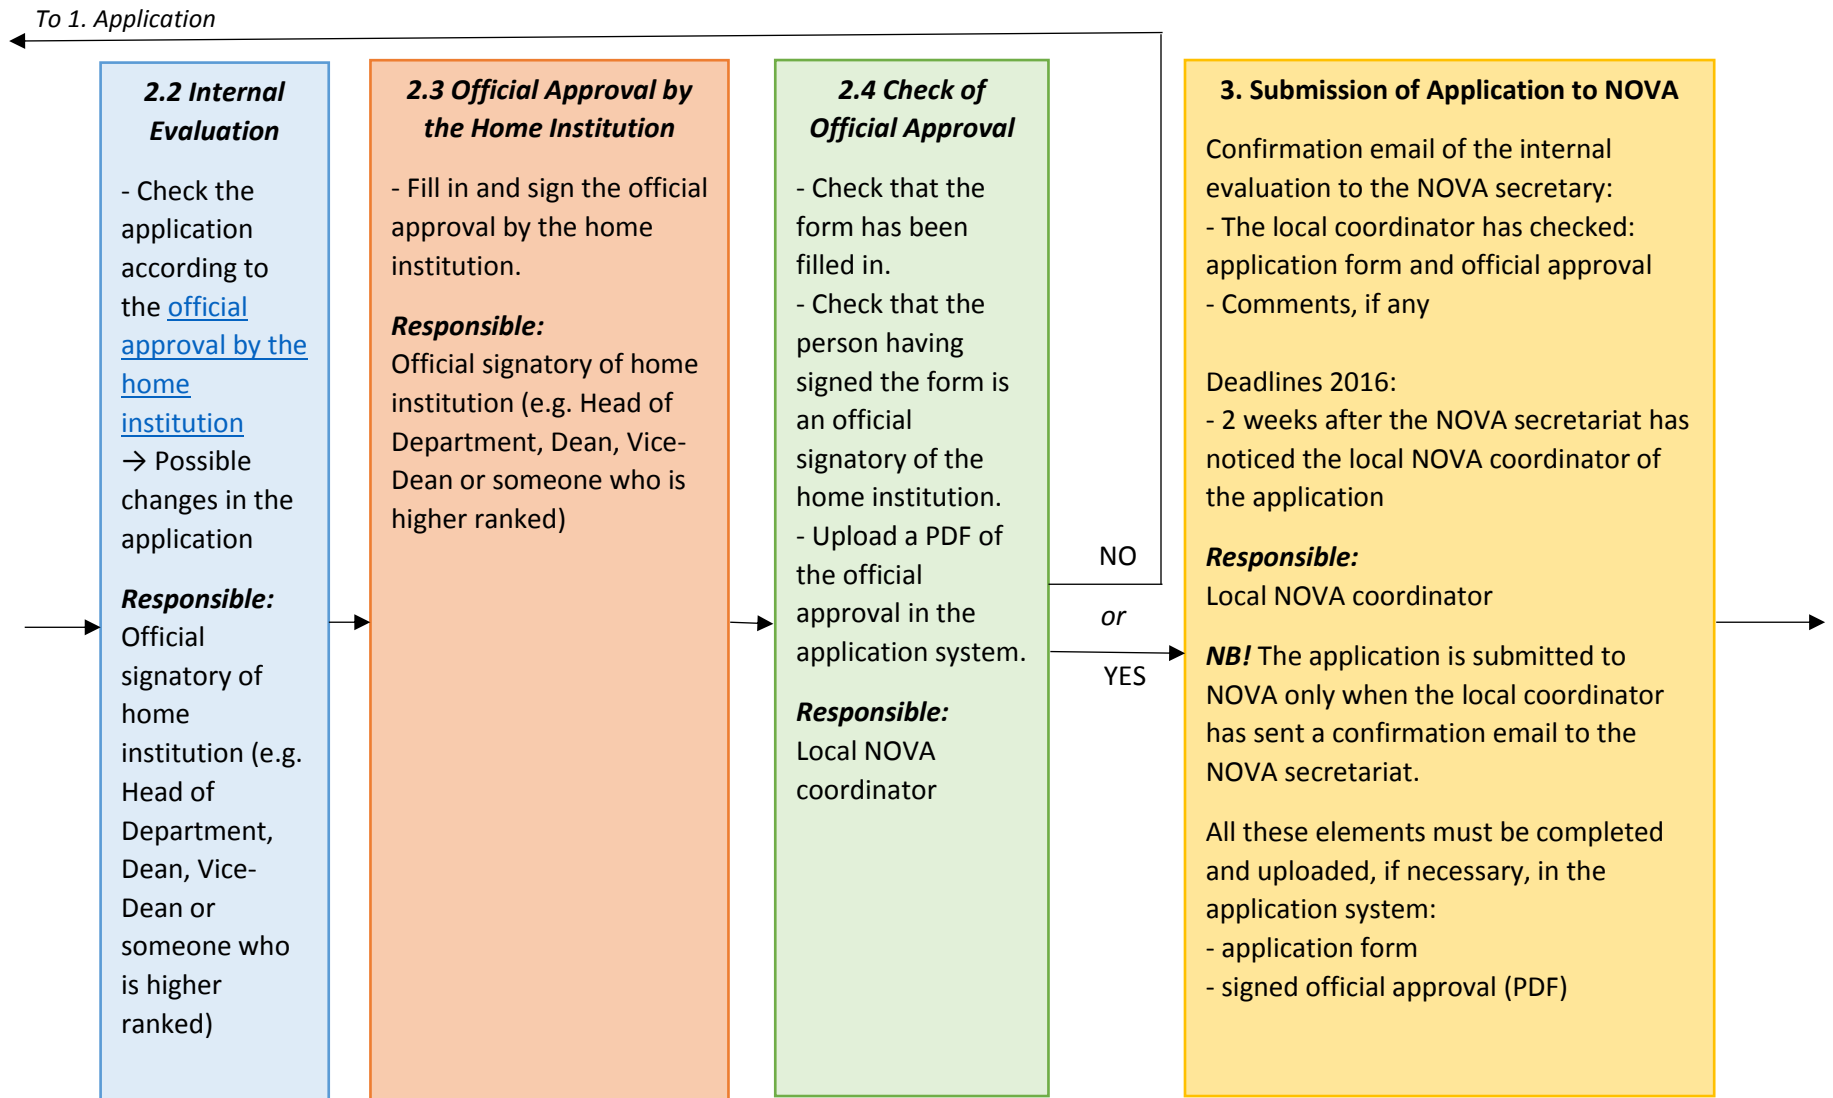 To 1. Application
2.2 Internal
Evaluation
- Check the
application
according to
the official
approval by the
home
institution
→ Possible
changes in the
application
Responsible:
Official
signatory of
home
institution (e.g.
Head of
Department,
Dean, Vice-
Dean or
someone who
is higher
ranked)
2.3 Official Approval by
the Home Institution
- Fill in and sign the official
approval by the home
institution.
Responsible:
Official signatory of home
institution (e.g. Head of
Department, Dean, Vice-
Dean or someone who is
higher ranked)
2.4 Check of
Official Approval
- Check that the
form has been
filled in.
- Check that the
person having
signed the form is
an official
signatory of the
home institution.
- Upload a PDF of
the official
approval in the
application system.
Responsible:
Local NOVA
coordinator
NO
or
YES
3. Submission of Application to NOVA
Confirmation email of the internal
evaluation to the NOVA secretary:
- The local coordinator has checked:
application form and official approval
- Comments, if any
Deadlines 2016:
- 2 weeks after the NOVA secretariat has
noticed the local NOVA coordinator of
the application
Responsible:
Local NOVA coordinator
NB! The application is submitted to
NOVA only when the local coordinator
has sent a confirmation email to the
NOVA secretariat.
All these elements must be completed
and uploaded, if necessary, in the
application system:
- application form
- signed official approval (PDF)